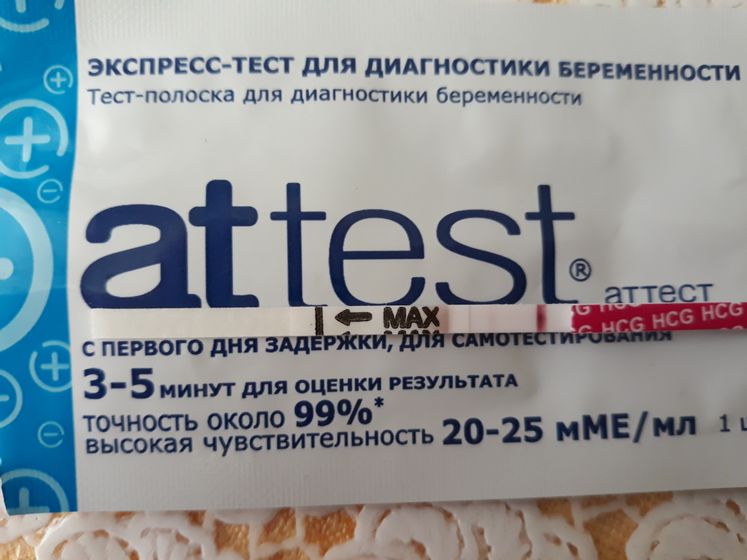 ЭКСПРЕСС-ТЕСТ ДЛЯ ДИАГНОСТИКИ БЕРЕМЕННОСТИ
Тест-полоска для диагностики беременности
attest® аттест
MAX
HCG HCG HCG
С ПЕРВОГО ДНЯ ЗАДЕРЖКИ, ДЛЯ САМОТЕСТИРОВАНИЯ
3-5 МИНУТ ДЛЯ ОЦЕНКИ РЕЗУЛЬТАТА
ТОЧНОСТЬ ОКОЛО 99%*
ВЫСОКАЯ ЧУВСТВИТЕЛЬНОСТЬ 20-25 мМЕ/мл 1